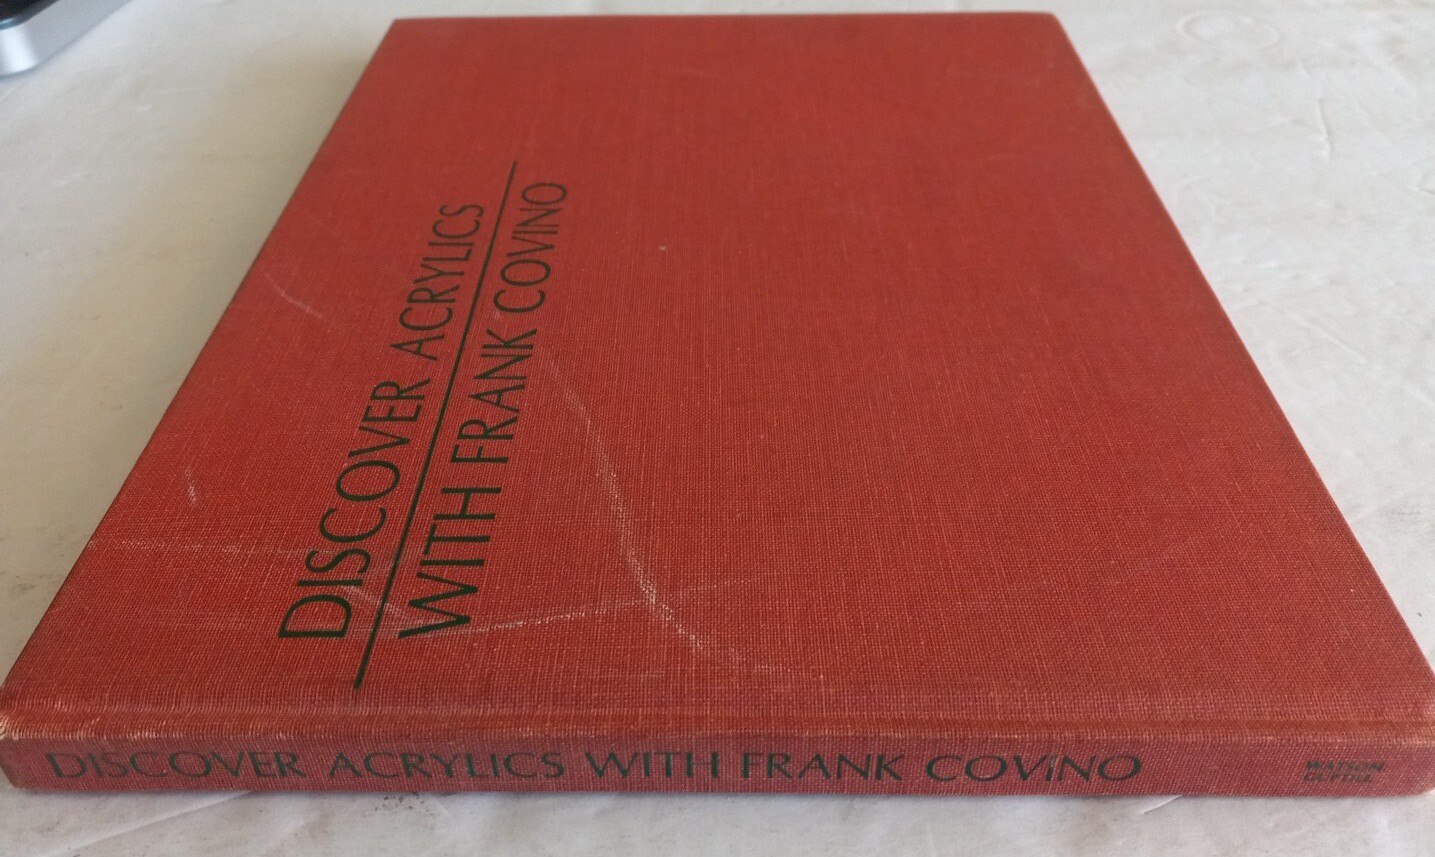 DISCOVER ACRYLICS
WITH FRANK COVINO
DISCOVER ACRYLICS WITH FRANK COVINO
WATSON
GUPTILL